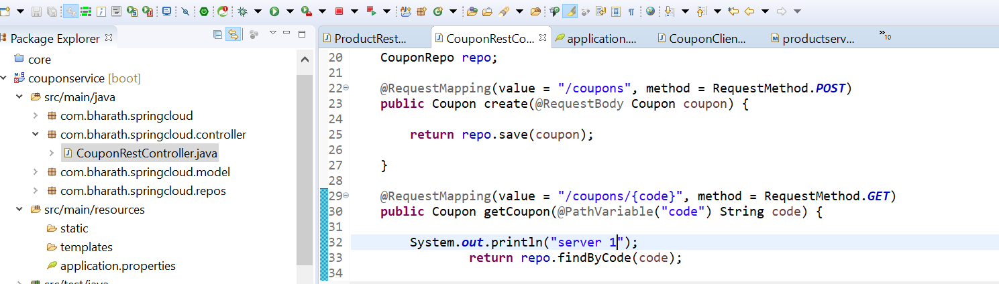 Package Explorer
core
couponservice [boot]
src/main/java
com.bharath.springcloud
com.bharath.springcloud.controller
CouponRestController.java
com.bharath.springcloud.model
com.bharath.springcloud.repos
src/main/resources
static
templates
application.properties
src/test/java
ProductRest... CouponRestCo... application.... CouponClien... productserv... »10
20 CouponRepo repo;
21
22 @RequestMapping(value = "/coupons", method = RequestMethod.POST)
23 public Coupon create(@RequestBody Coupon coupon) {
24
25 return repo.save(coupon);
26
27 }
28
29 @RequestMapping(value = "/coupons/{code}", method = RequestMethod.GET)
30 public Coupon getCoupon(@PathVariable("code") String code) {
31
32 System.out.println("server 1");
33 return repo.findByCode(code);
34